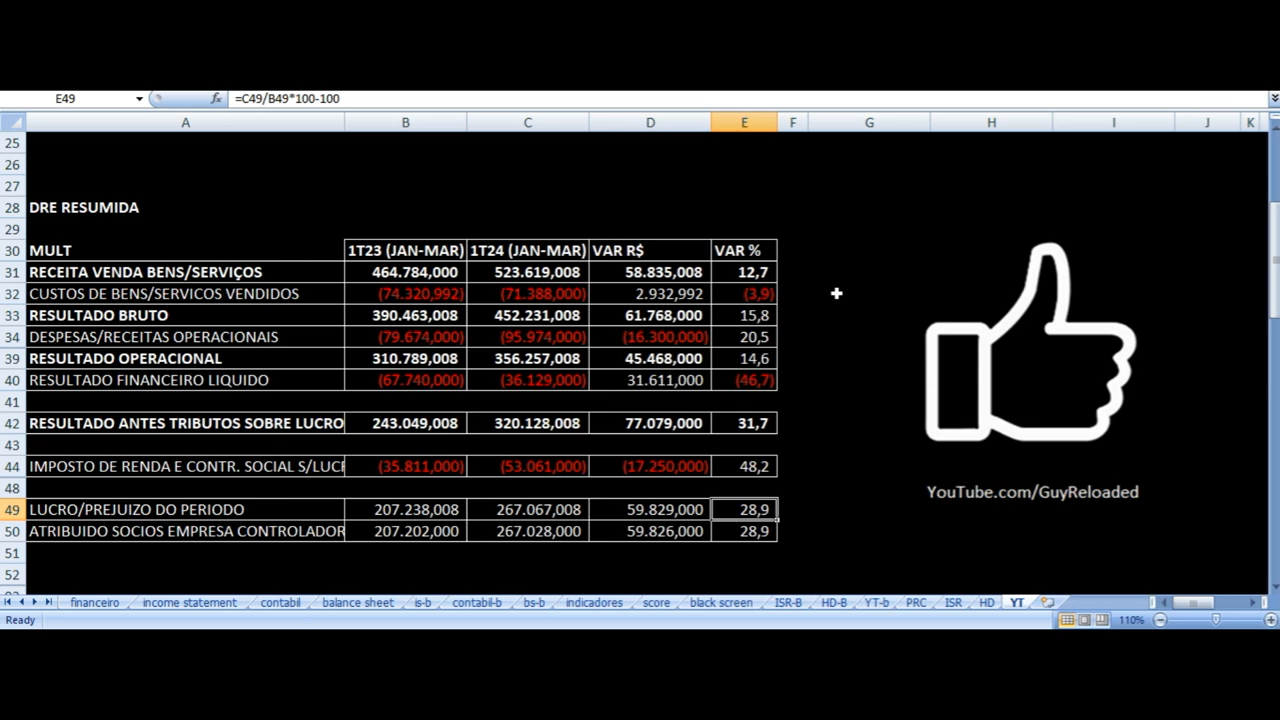 E49 fx =C49/B49*100-100
A B C D E F G H I J K
25
26
27
28 DRE RESUMIDA
29
30 MULT 1T23 (JAN-MAR) 1T24 (JAN-MAR) VAR R$ VAR %
31 RECEITA VENDA BENS/SERVIÇOS 464.784,000 523.619,008 58.835,008 12,7
32 CUSTOS DE BENS/SERVICOS VENDIDOS (74.320,992) (71.388,000) 2.932,992 (3,9)
33 RESULTADO BRUTO 390.463,008 452.231,008 61.768,000 15,8
34 DESPESAS/RECEITAS OPERACIONAIS (79.674,000) (95.974,000) (16.300,000) 20,5
39 RESULTADO OPERACIONAL 310.789,008 356.257,008 45.468,000 14,6
40 RESULTADO FINANCEIRO LIQUIDO (67.740,000) (36.129,000) 31.611,000 (46,7)
41
42 RESULTADO ANTES TRIBUTOS SOBRE LUCRO 243.049,008 320.128,008 77.079,000 31,7
43
44 IMPOSTO DE RENDA E CONTR. SOCIAL S/LUCR (35.811,000) (53.061,000) (17.250,000) 48,2
48
49 LUCRO/PREJUIZO DO PERIODO 207.238,008 267.067,008 59.829,000 28,9
50 ATRIBUIDO SOCIOS EMPRESA CONTROLADOR 207.202,000 267.028,000 59.826,000 28,9
51
52
YouTube.com/GuyReloaded
financeiro income statement contabil balance sheet is-b contabil-b bs-b indicadores score black screen ISR-B HD-B YT-b PRC ISR HD YT
Ready 110%